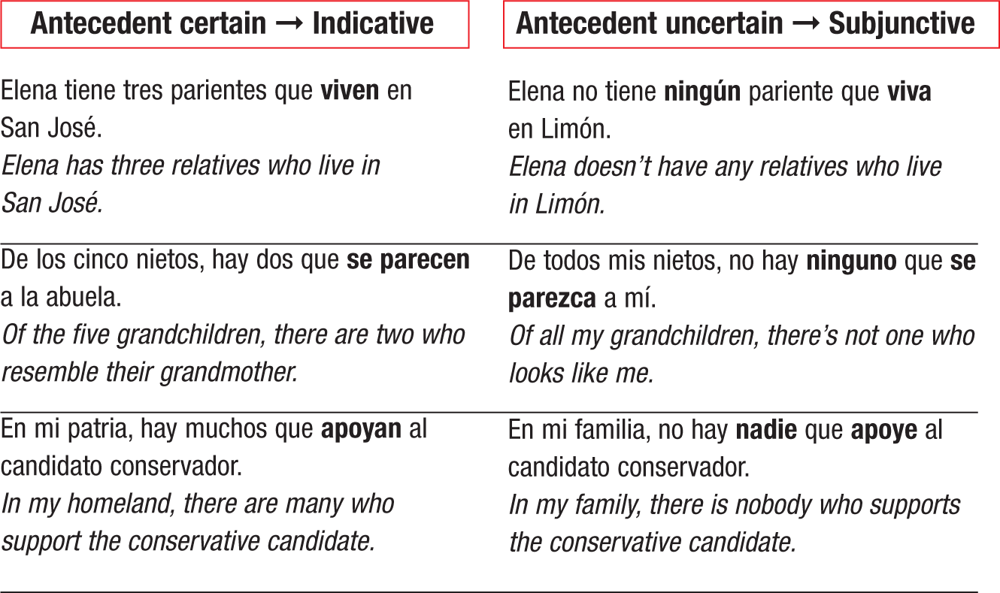 Antecedent certain → Indicative
Elena tiene tres parientes que viven en
San José.
Elena has three relatives who live in
San José.
De los cinco nietos, hay dos que se parecen
a la abuela.
Of the five grandchildren, there are two who
resemble their grandmother.
En mi patria, hay muchos que apoyan al
candidato conservador.
In my homeland, there are many who
support the conservative candidate.
Antecedent uncertain → Subjunctive
Elena no tiene ningún pariente que viva
en Limón.
Elena doesn’t have any relatives who live
in Limón.
De todos mis nietos, no hay ninguno que se
parezca a mí.
Of all my grandchildren, there’s not one who
looks like me.
En mi familia, no hay nadie que apoye al
candidato conservador.
In my family, there is nobody who supports
the conservative candidate.